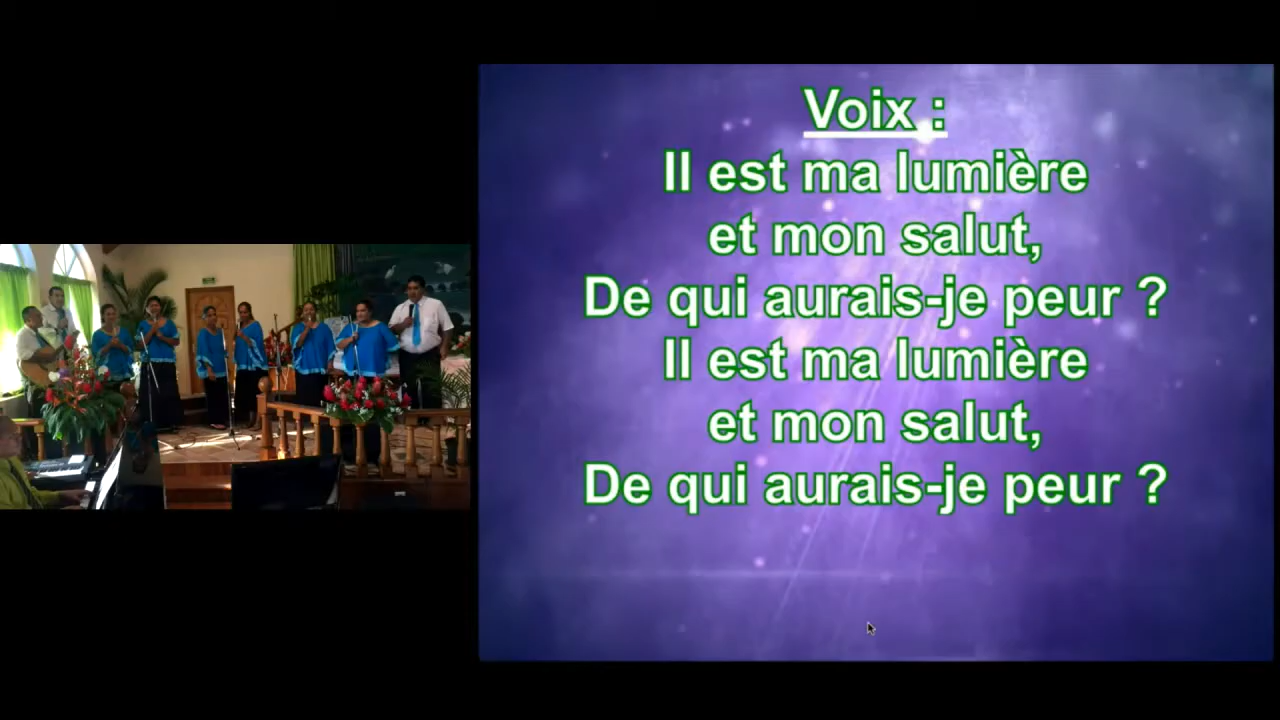 Voix :
Il est ma lumière
et mon salut,
De qui aurais-je peur ?
Il est ma lumière
et mon salut,
De qui aurais-je peur ?